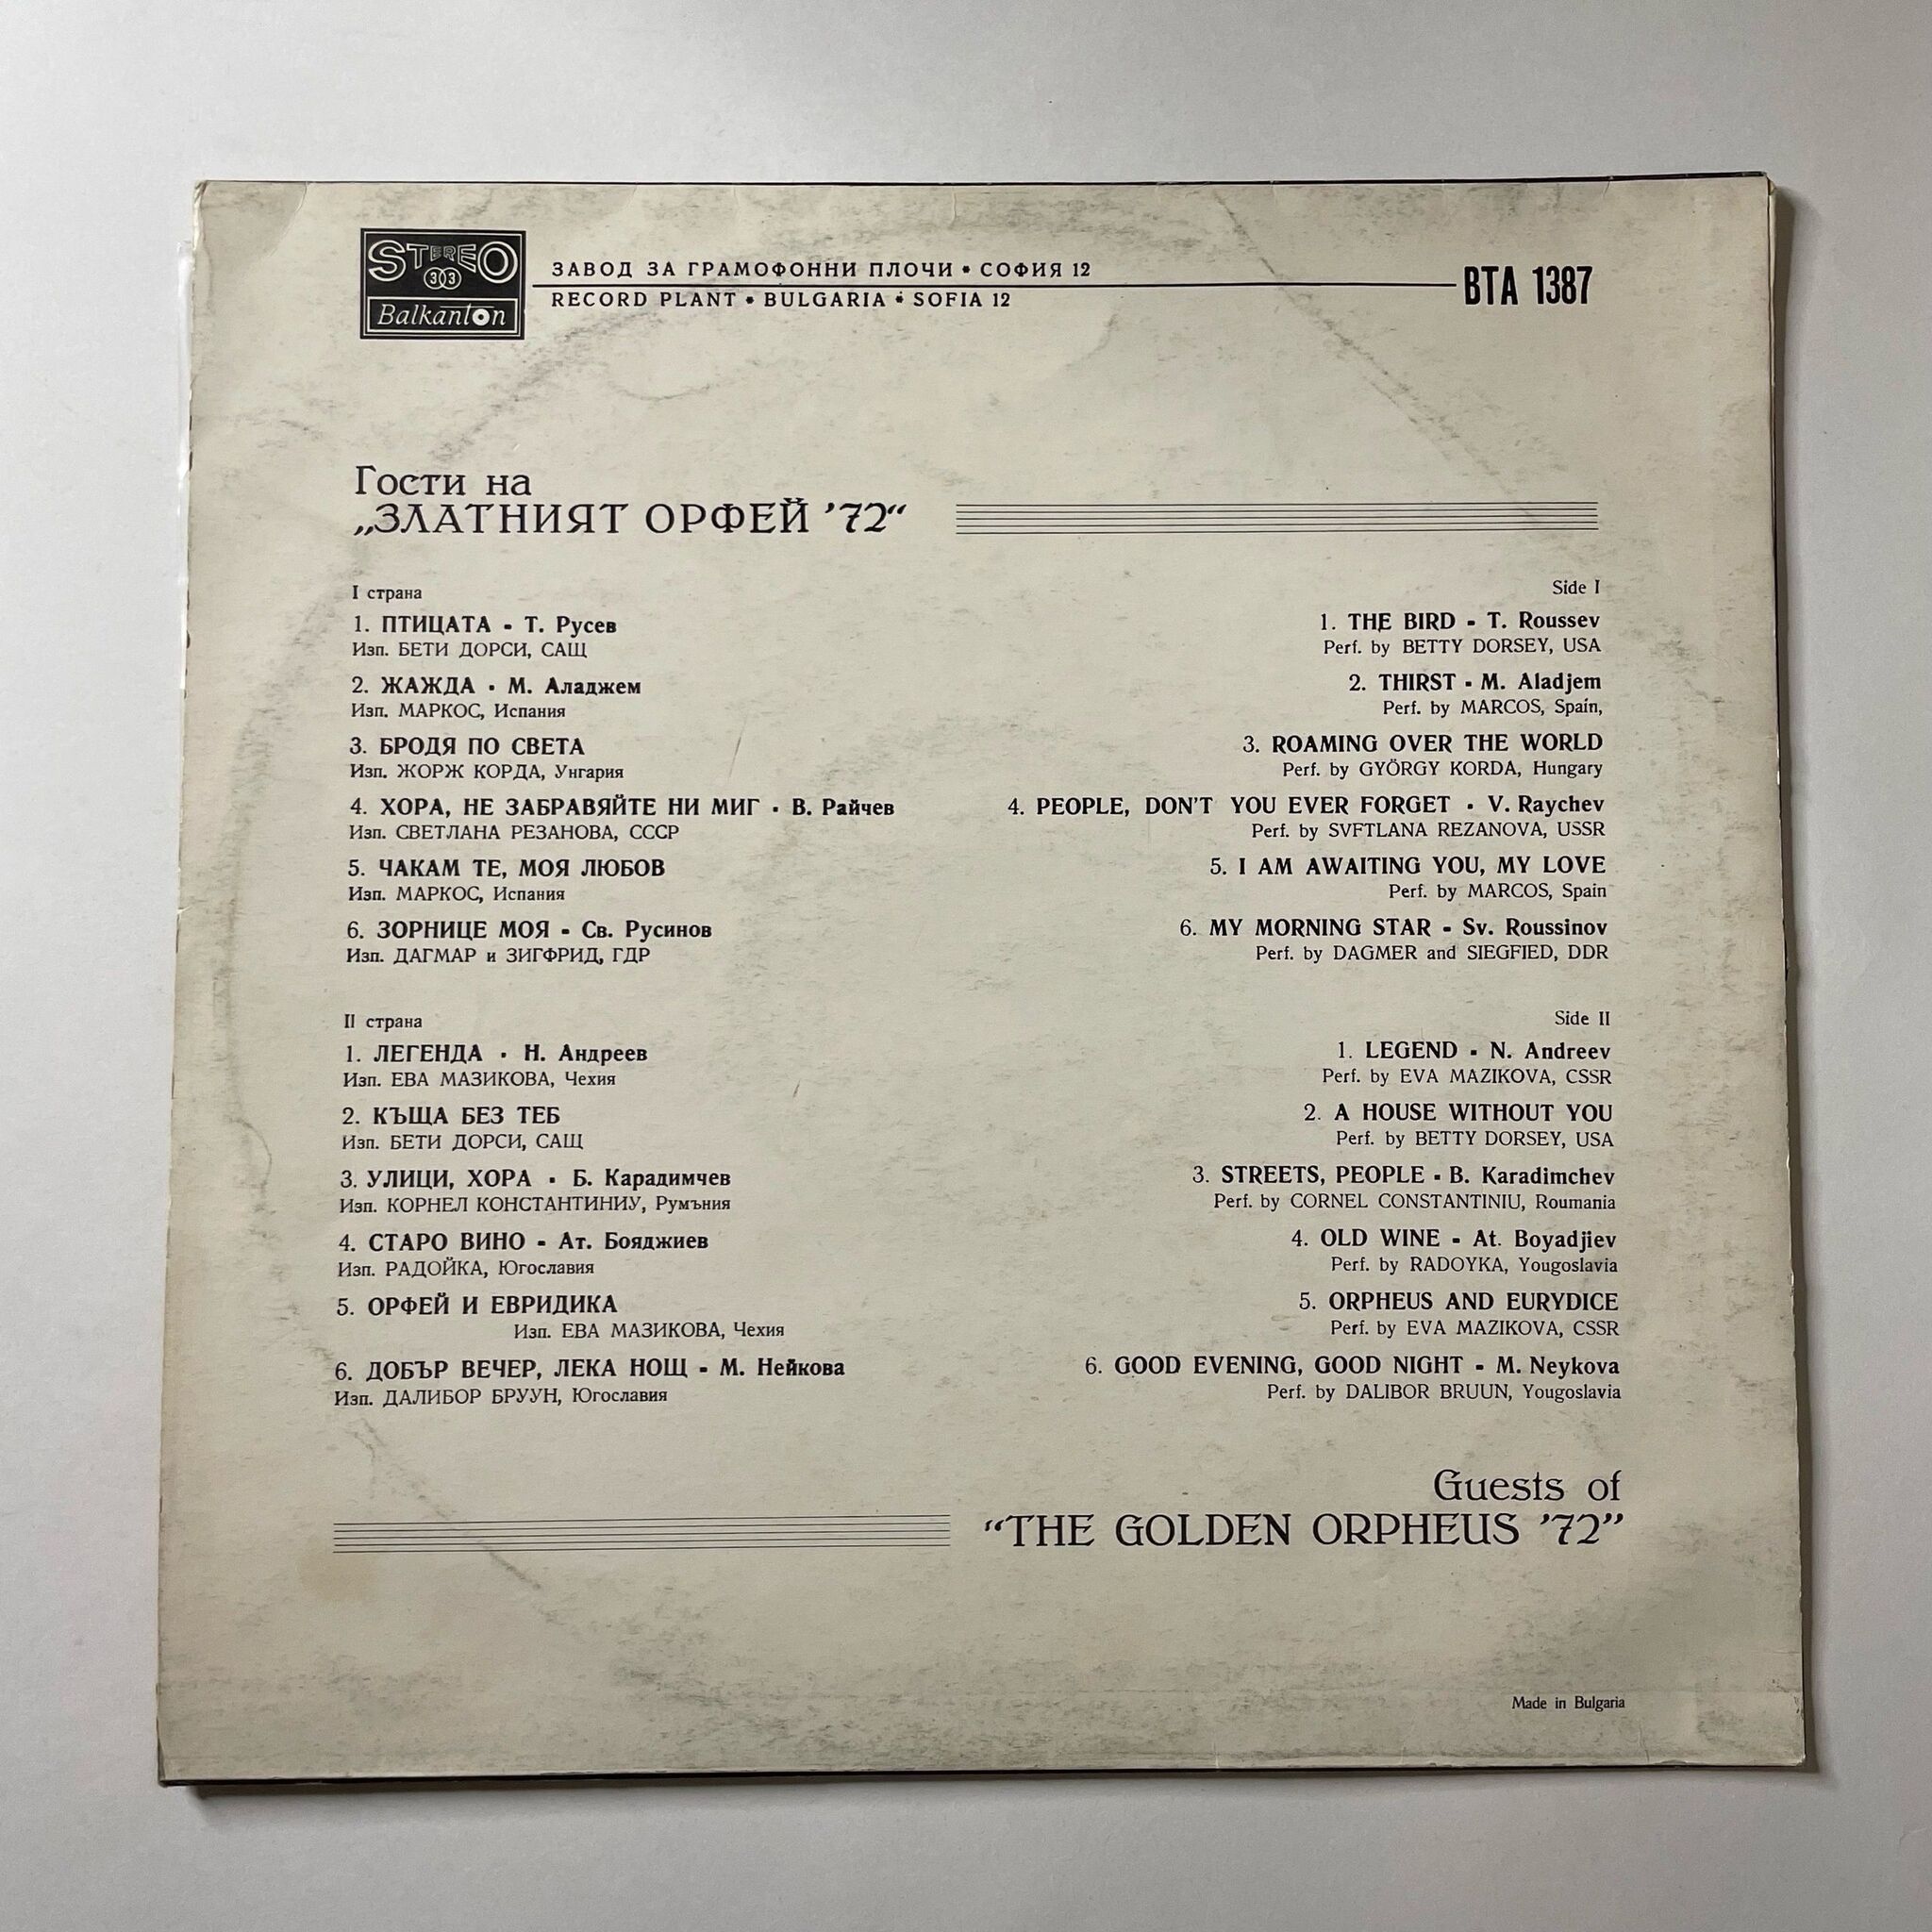 STEREO
33
Balkanton
ЗАВОД ЗА ГРАМОФОННИ ПЛОЧИ • СОФИЯ 12
RECORD PLANT • BULGARIA • SOFIA 12
ВТА 1387
Гости на
„ЗЛАТНИЯТ ОРФЕЙ '72“
I страна
1. ПТИЦАТА - Т. Русев
Изп. БЕТИ ДОРСИ, САЩ
2. ЖАЖДА · М. Аладжем
Изп. МАРКОС, Испания
3. БРОДЯ ПО СВЕТА
Изп. ЖОРЖ КОРДА, Унгария
4. ХОРА, НЕ ЗАБРАВЯЙТЕ НИ МИГ · В. Райчев
Изп. СВЕТЛАНА РЕЗАНОВА, СССР
5. ЧАКАМ ТЕ, МОЯ ЛЮБОВ
Изп. МАРКОС, Испания
6. ЗОРНИЦЕ МОЯ - Св. Русинов
Изп. ДАГМАР и ЗИГФРИД, ГДР
II страна
1. ЛЕГЕНДА · Н. Андреев
Изп. ЕВА МАЗИКОВА, Чехия
2. КЪЩА БЕЗ ТЕБ
Изп. БЕТИ ДОРСИ, САЩ
3. УЛИЦИ, ХОРА · Б. Карадимчев
Изп. КОРНЕЛ КОНСТАНТИНИУ, Румъния
4. СТАРО ВИНО - Ат. Бояджиев
Изп. РАДОЙКА, Югославия
5. ОРФЕЙ И ЕВРИДИКА
Изп. ЕВА МАЗИКОВА, Чехия
6. ДОБЪР ВЕЧЕР, ЛЕКА НОЩ - М. Нейкова
Изп. ДАЛИБОР БРУУН, Югославия
Side I
1. THE BIRD - T. Roussev
Perf. by BETTY DORSEY, USA
2. THIRST - M. Aladjem
Perf. by MARCOS, Spain,
3. ROAMING OVER THE WORLD
Perf. by GYÖRGY KORDA, Hungary
4. PEOPLE, DON'T YOU EVER FORGET · V. Raychev
Perf. by SVFTLANA REZANOVA, USSR
5. I AM AWAITING YOU, MY LOVE
Perf. by MARCOS, Spain
6. MY MORNING STAR - Sv. Roussinov
Perf. by DAGMER and SIEGFIED, DDR
Side II
1. LEGEND - N. Andreev
Perf. by EVA MAZIKOVA, CSSR
2. A HOUSE WITHOUT YOU
Perf. by BETTY DORSEY, USA
3. STREETS, PEOPLE - B. Karadimchev
Perf. by CORNEL CONSTANTINIU, Roumania
4. OLD WINE - At. Boyadjiev
Perf. by RADOYKA, Yougoslavia
5. ORPHEUS AND EURYDICE
Perf. by EVA MAZIKOVA, CSSR
6. GOOD EVENING, GOOD NIGHT - M. Neykova
Perf. by DALIBOR BRUUN, Yougoslavia
Guests of
“THE GOLDEN ORPHEUS '72”
Made in Bulgaria